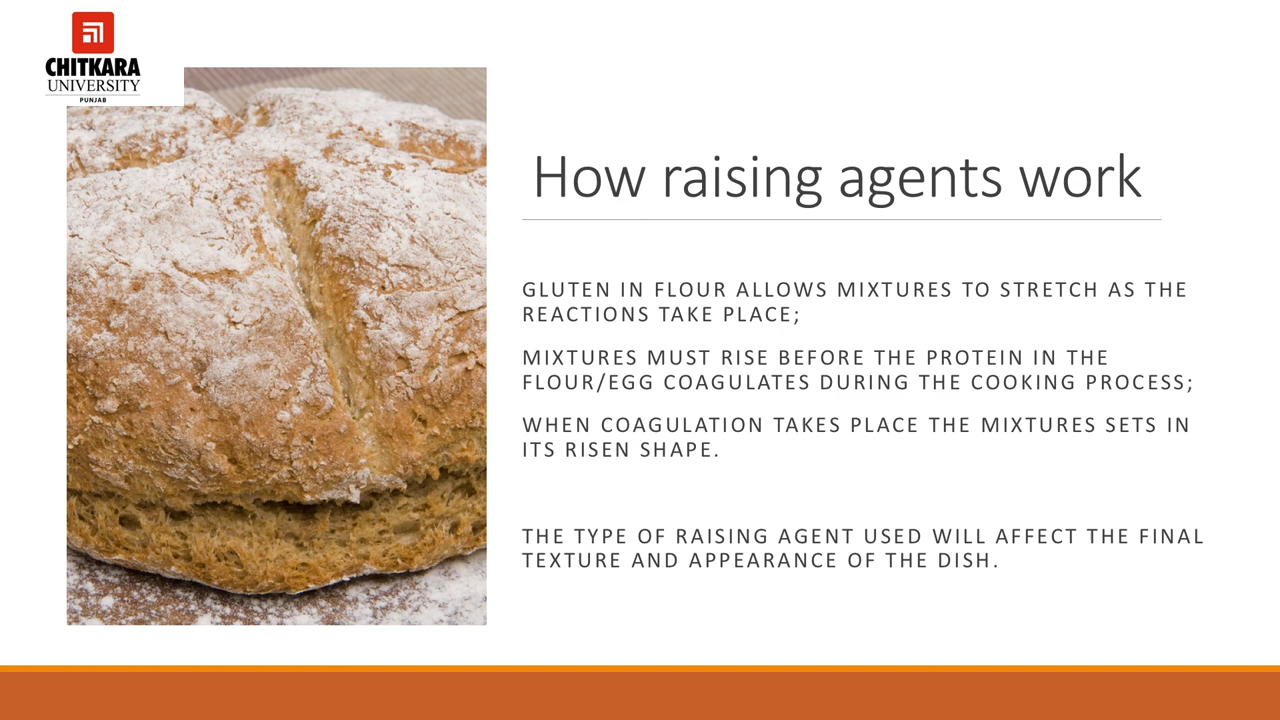 CHITKARA
UNIVERSITY
PUNJAB
How raising agents work
GLUTEN IN FLOUR ALLOWS MIXTURES TO STRETCH AS THE
REACTIONS TAKE PLACE;
MIXTURES MUST RISE BEFORE THE PROTEIN IN THE
FLOUR/EGG COAGULATES DURING THE COOKING PROCESS;
WHEN COAGULATION TAKES PLACE THE MIXTURES SETS IN
ITS RISEN SHAPE.
THE TYPE OF RAISING AGENT USED WILL AFFECT THE FINAL
TEXTURE AND APPEARANCE OF THE DISH.